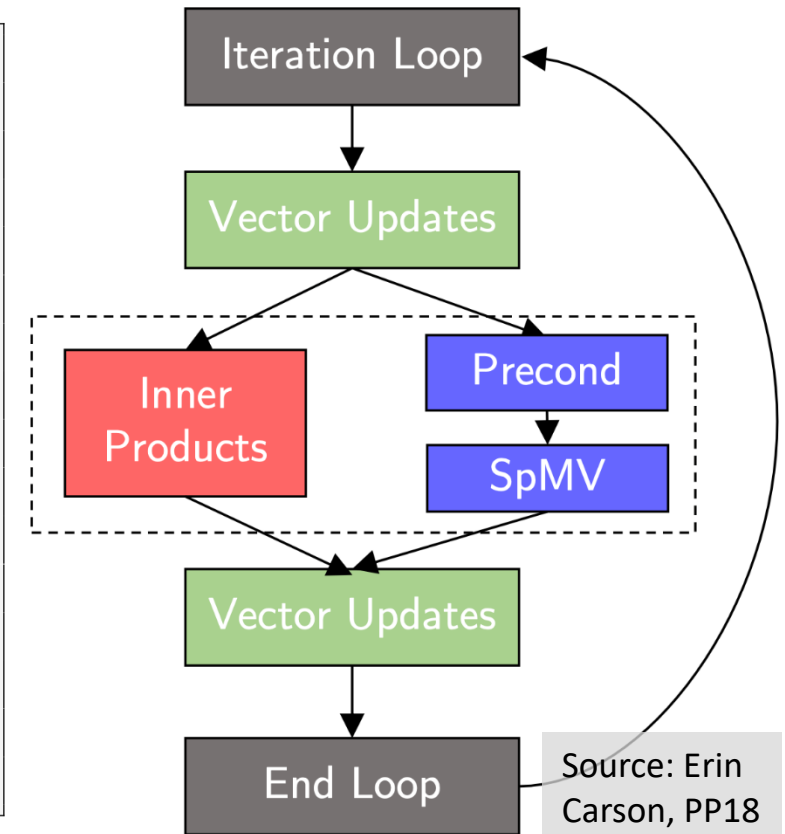 Iteration Loop
Vector Updates
Inner
Products
Precond
SpMV
Vector Updates
End Loop
Source: Erin
Carson, PP18